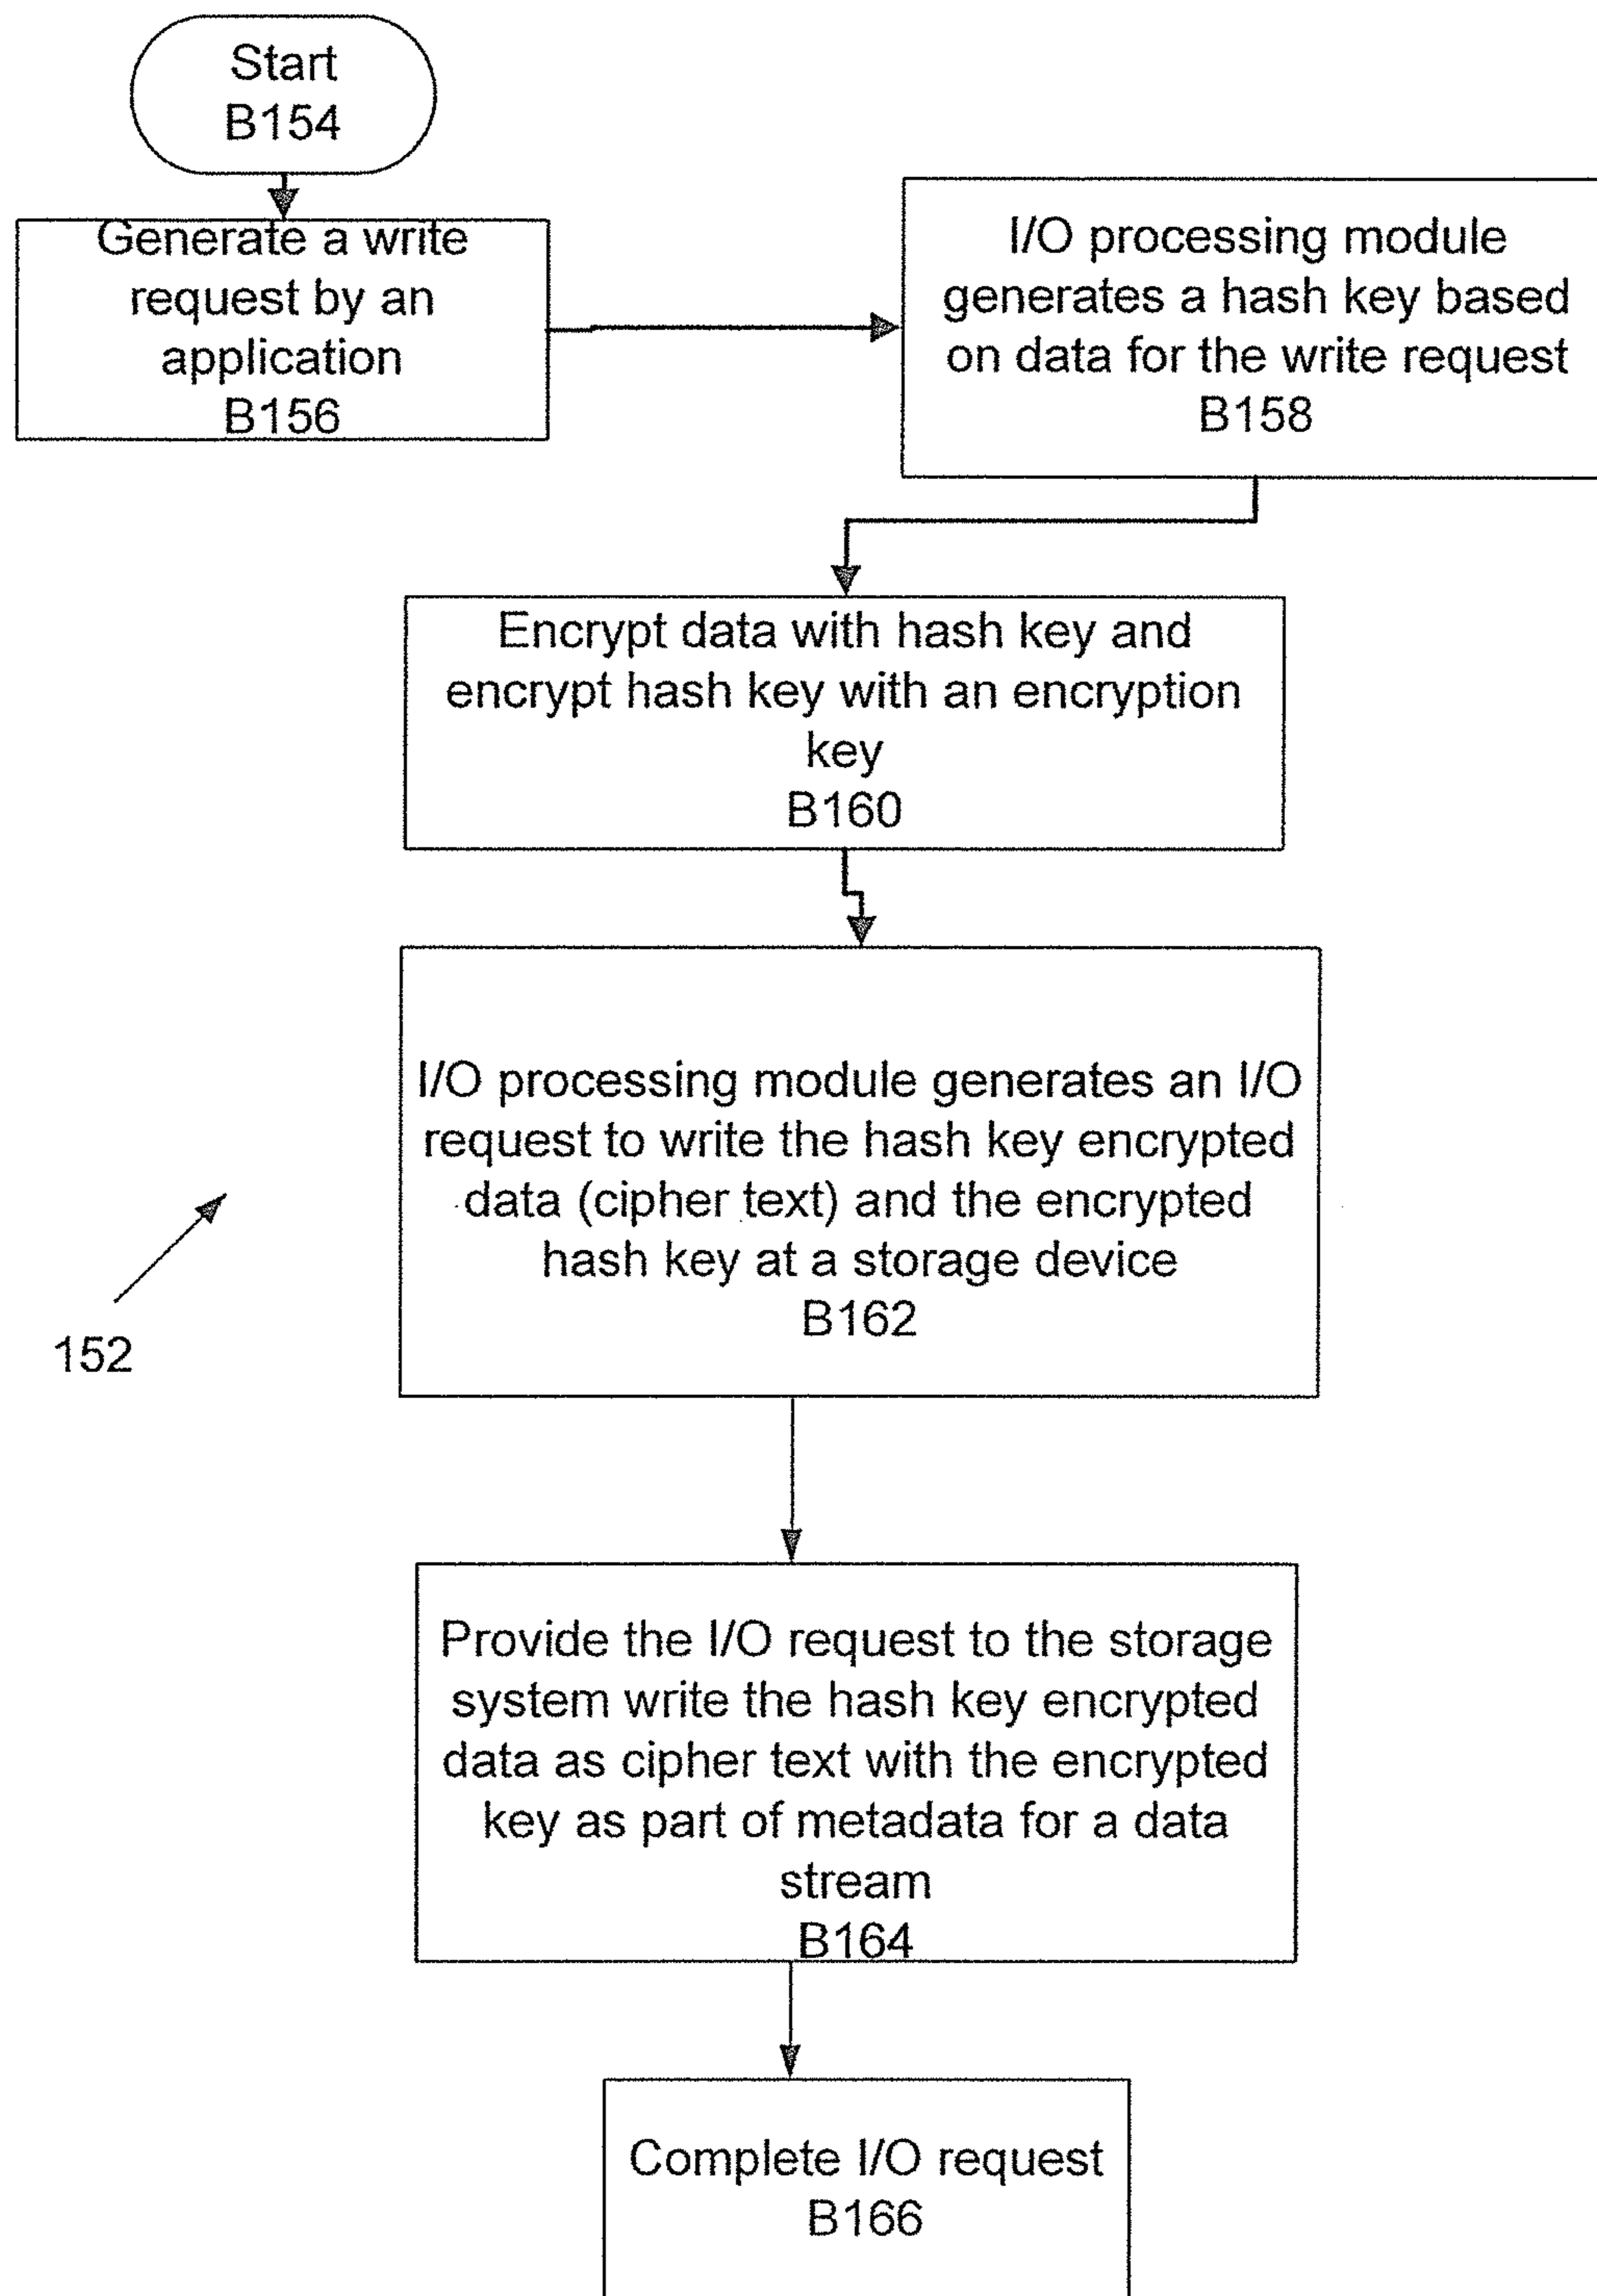 Start
B154
Generate a write
request by an
application
B156
I/O processing module
generates a hash key based
on data for the write request
B158
Encrypt data with hash key and
encrypt hash key with an encryption
key
B160
I/O processing module generates an I/O
request to write the hash key encrypted
data (cipher text) and the encrypted
hash key at a storage device
B162
152
Provide the I/O request to the storage
system write the hash key encrypted
data as cipher text with the encrypted
key as part of metadata for a data
stream
B164
Complete I/O request
B166